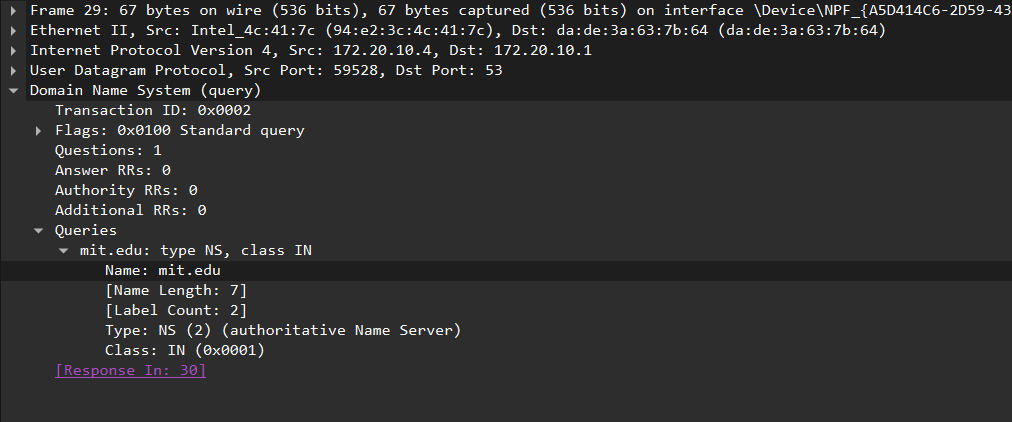 Frame 29: 67 bytes on wire (536 bits), 67 bytes captured (536 bits) on interface \Device\NPF_{A5D414C6-2D59-43
Ethernet II, Src: Intel_4c:41:7c (94:e2:3c:4c:41:7c), Dst: da:de:3a:63:7b:64 (da:de:3a:63:7b:64)
Internet Protocol Version 4, Src: 172.20.10.4, Dst: 172.20.10.1
User Datagram Protocol, Src Port: 59528, Dst Port: 53
Domain Name System (query)
Transaction ID: 0x0002
Flags: 0x0100 Standard query
Questions: 1
Answer RRs: 0
Authority RRs: 0
Additional RRs: 0
Queries
mit.edu: type NS, class IN
Name: mit.edu
[Name Length: 7]
[Label Count: 2]
Type: NS (2) (authoritative Name Server)
Class: IN (0x0001)
[Response In: 30]